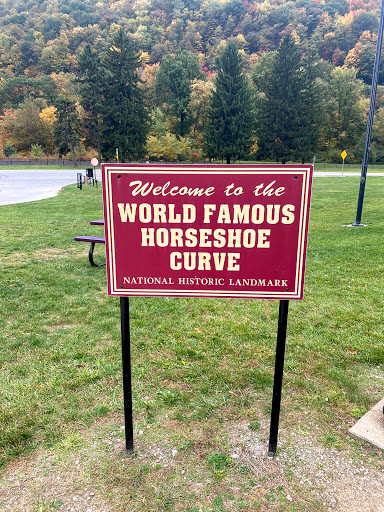 Welcome to the
WORLD FAMOUS
HORSESHOE
CURVE
NATIONAL HISTORIC LANDMARK